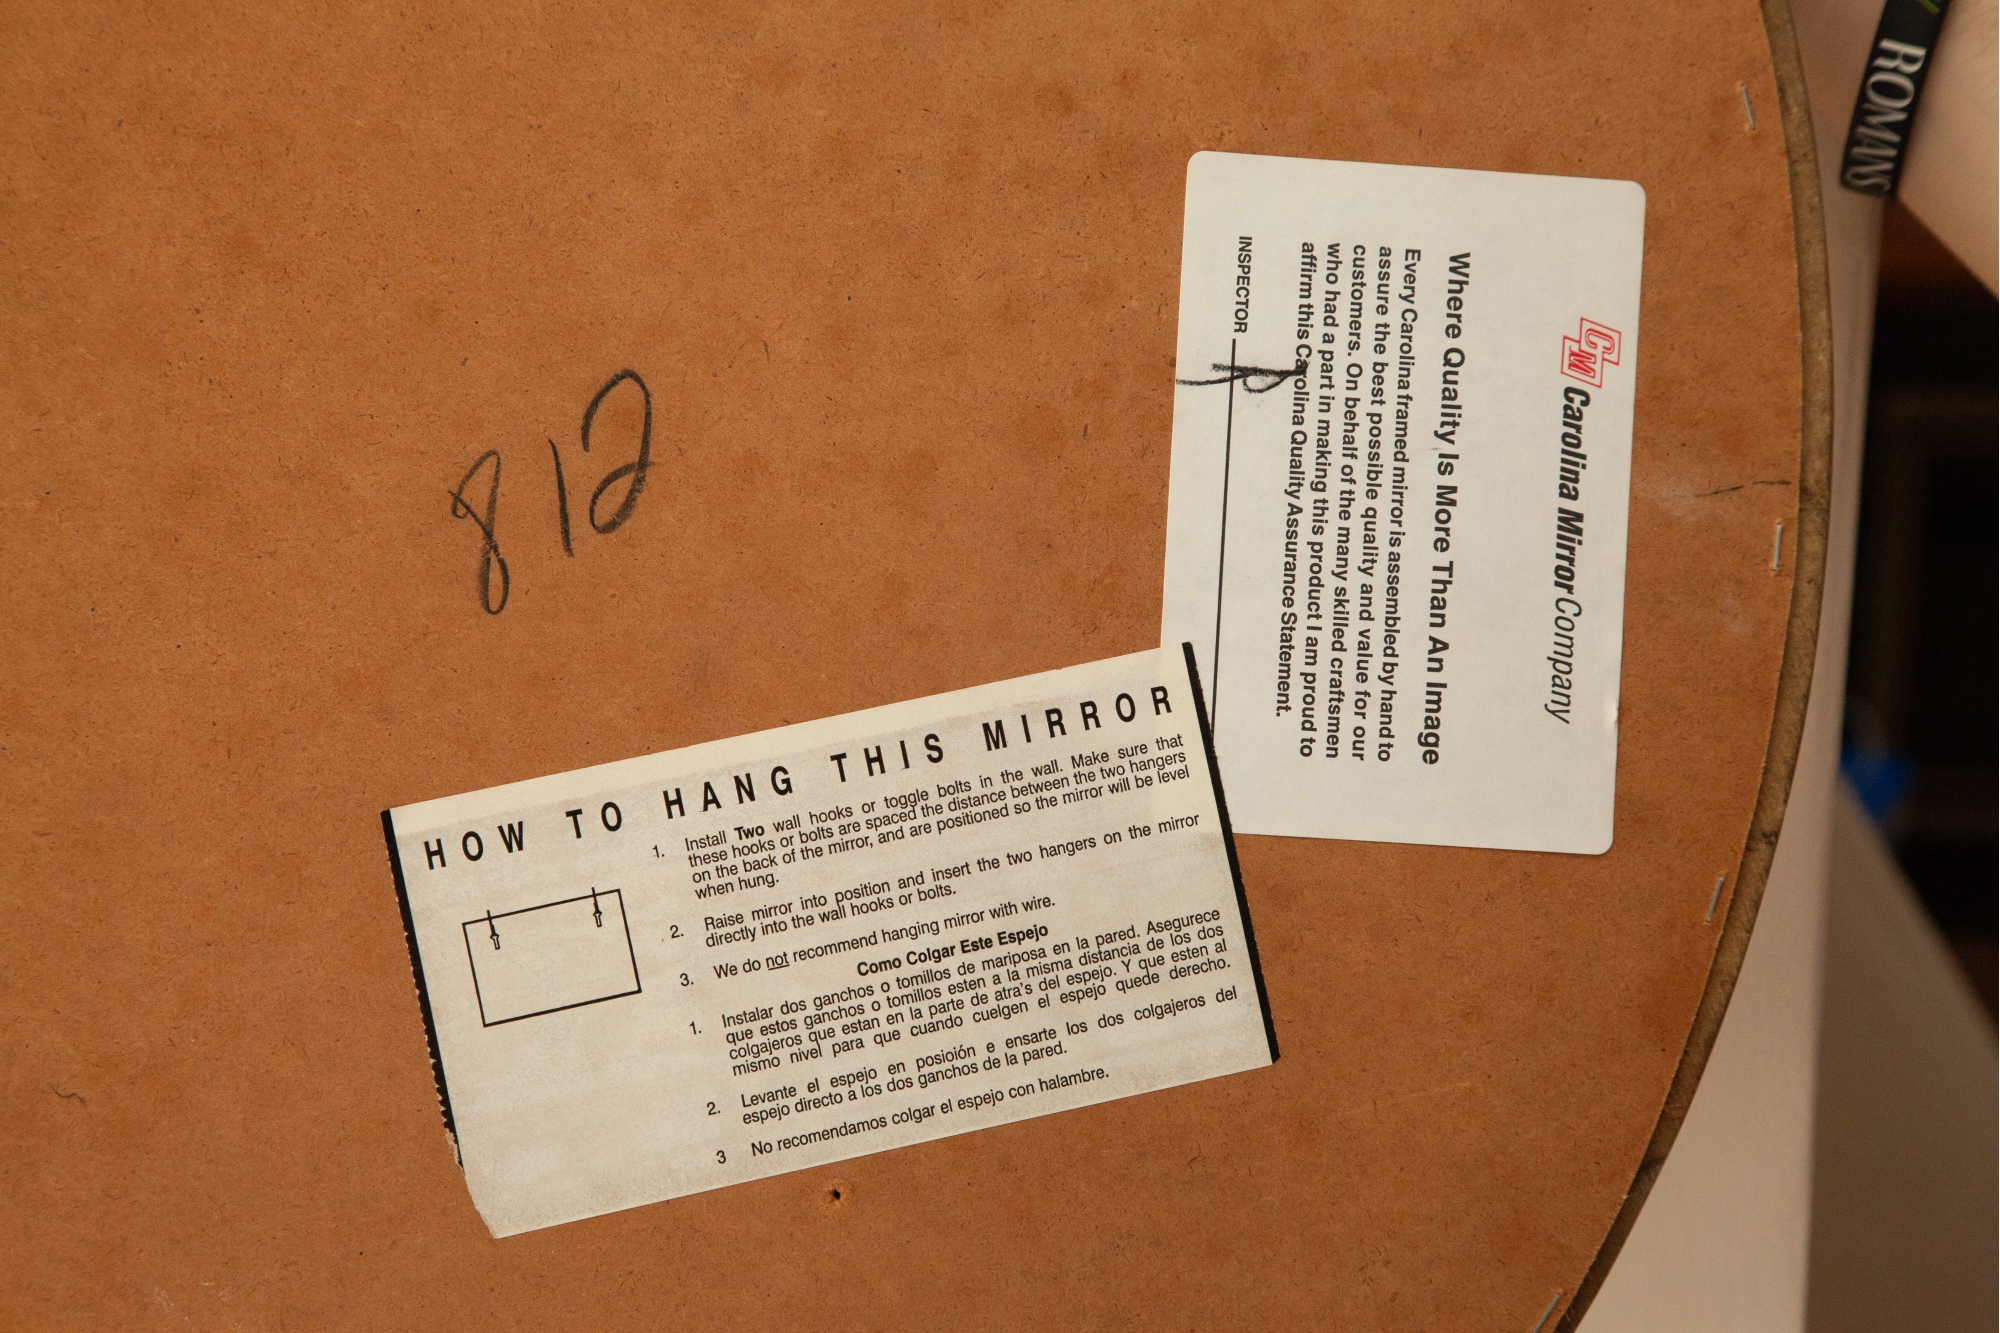 ROMANS
CM Carolina Mirror Company
Where Quality Is More Than An Image
Every Carolina framed mirror is assembled by hand to
assure the best possible quality and value for our
customers. On behalf of the many skilled craftsmen
who had a part in making this product I am proud to
affirm this Carolina Quality Assurance Statement.
INSPECTOR
812
HOW TO HANG THIS MIRROR
1. Install Two wall hooks or toggle bolts in the wall. Make sure that
these hooks or bolts are spaced the distance between the two hangers
on the back of the mirror, and are positioned so the mirror will be level
when hung.
2. Raise mirror into position and insert the two hangers on the mirror
directly into the wall hooks or bolts.
3. We do not recommend hanging mirror with wire.
Como Colgar Este Espejo
1. Instalar dos ganchos o tomillos de mariposa en la pared. Asegurece
que estos ganchos o tomillos esten a la misma distancia de los dos
colgajeros que estan en la parte de atra's del espejo. Y que esten al
mismo nivel para que cuando cuelgen el espejo quede derecho.
2. Levante el espejo en posioión e ensarte los dos colgajeros del
espejo directo a los dos ganchos de la pared.
3 No recomendamos colgar el espejo con halambre.